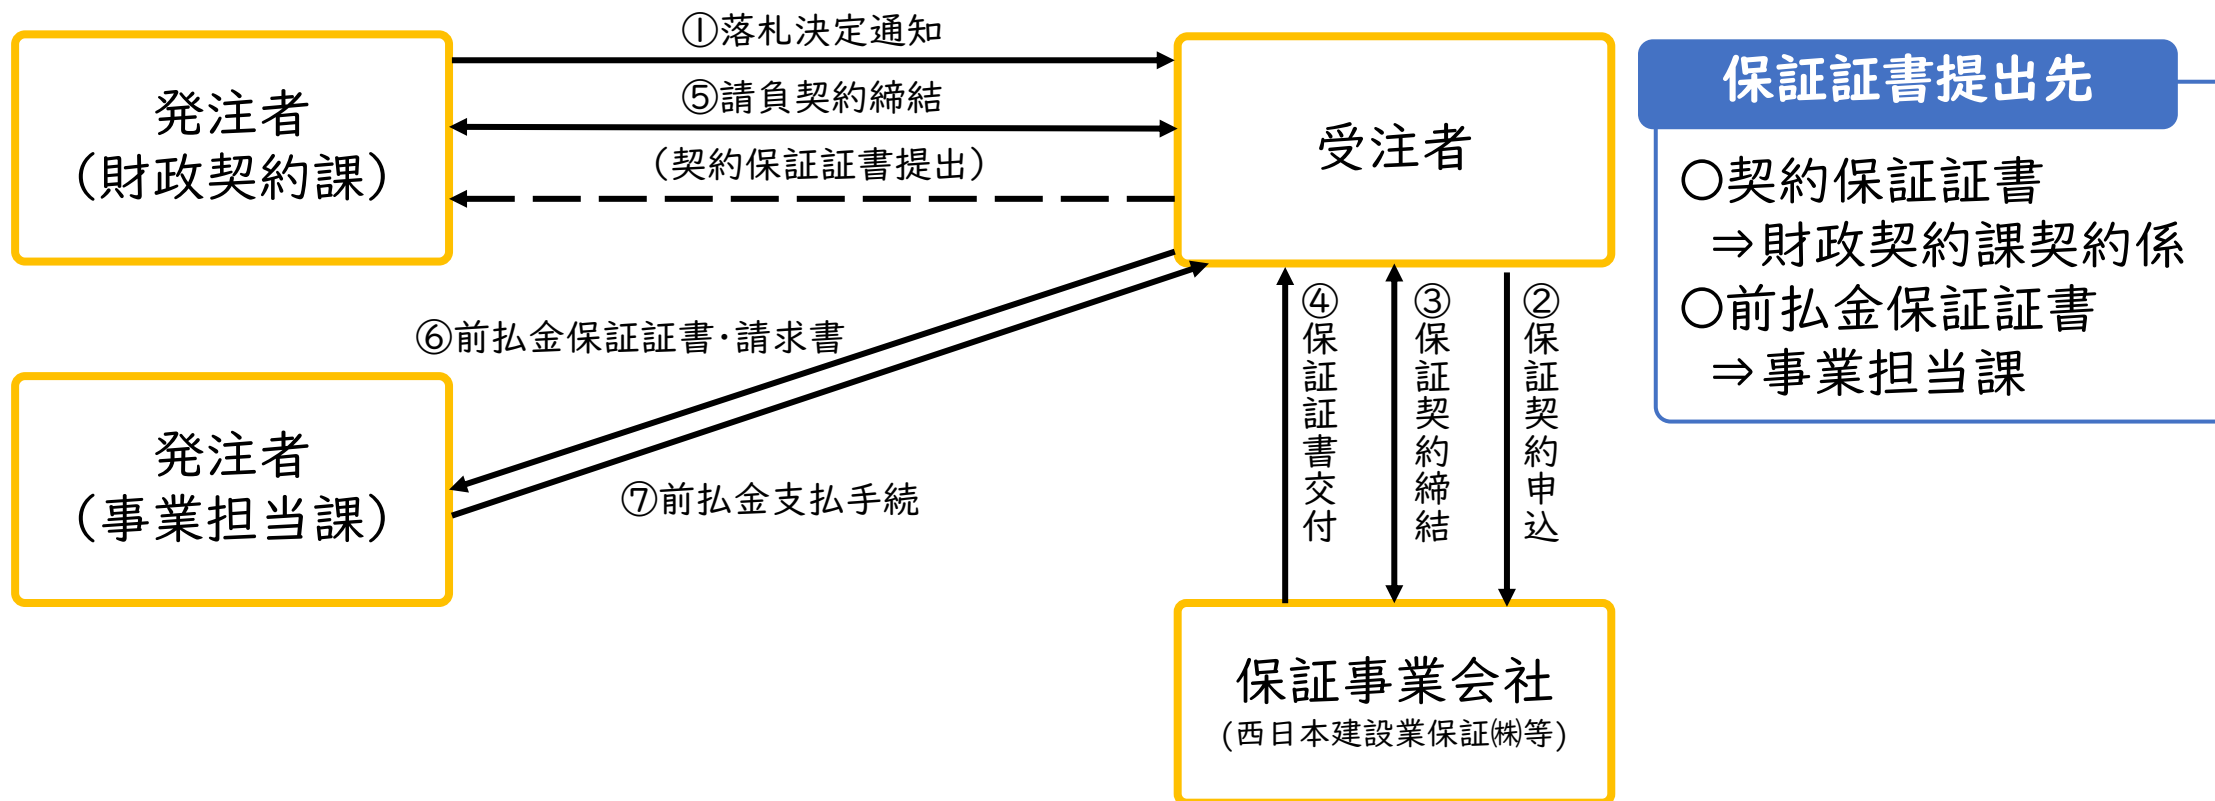 ①落札決定通知
⑤請負契約締結
（契約保証証書提出）
発注者
（財政契約課）
受注者
保証証書提出先
〇契約保証証書
⇒財政契約課契約係
〇前払金保証証書
⇒事業担当課
⑥前払金保証証書・請求書
⑦前払金支払手続
発注者
（事業担当課）
④保証証書交付
③保証契約締結
②保証契約申込
保証事業会社
(西日本建設業保証㈱等)